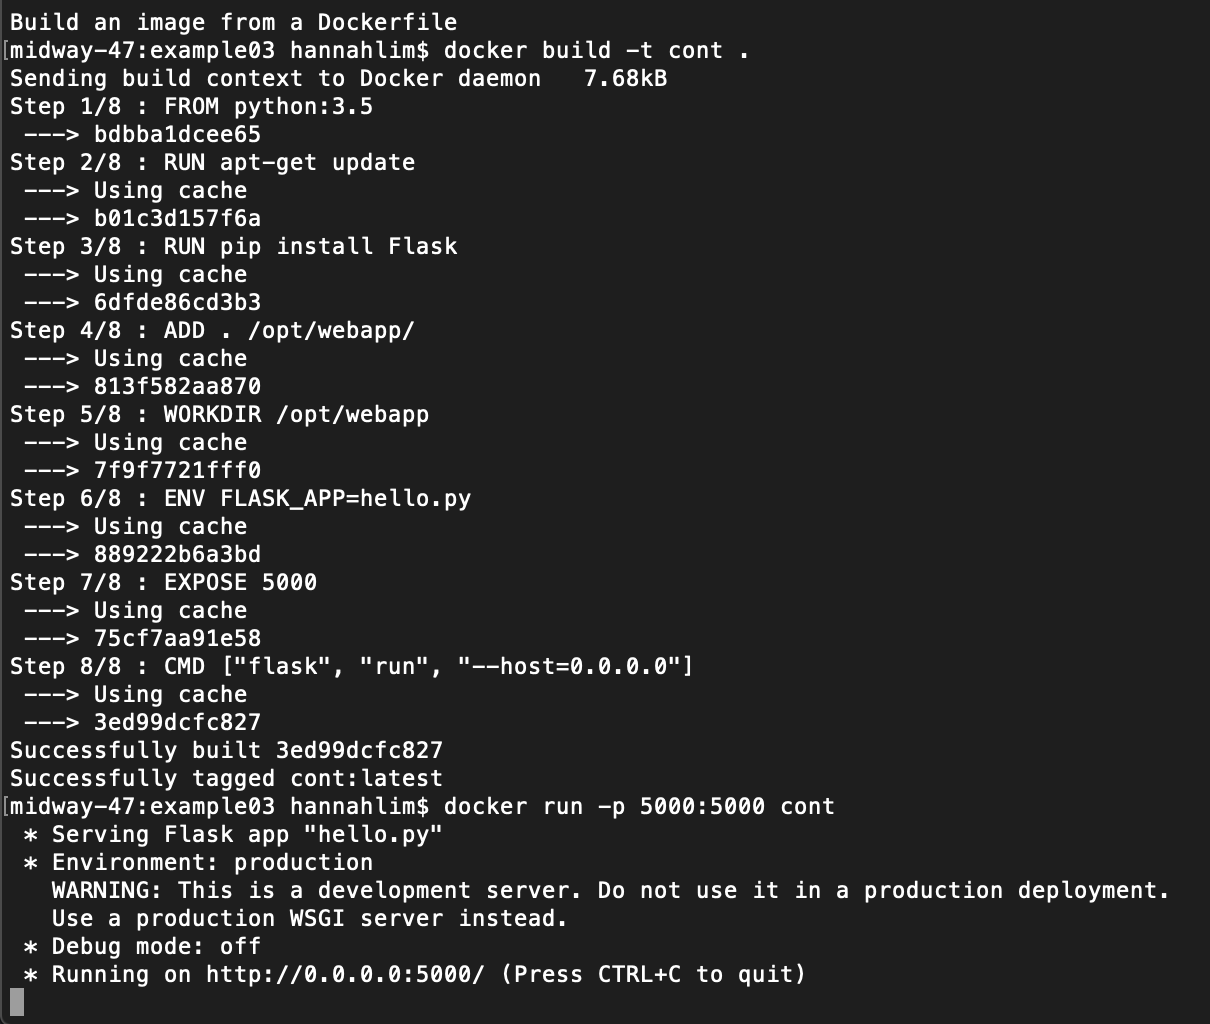 Build an image from a Dockerfile
[midway-47:example03 hannahlim$ docker build -t cont .
Sending build context to Docker daemon   7.68kB
Step 1/8 : FROM python:3.5
 ---> bdbba1dcee65
Step 2/8 : RUN apt-get update
 ---> Using cache
 ---> b01c3d157f6a
Step 3/8 : RUN pip install Flask
 ---> Using cache
 ---> 6dfde86cd3b3
Step 4/8 : ADD . /opt/webapp/
 ---> Using cache
 ---> 813f582aa870
Step 5/8 : WORKDIR /opt/webapp
 ---> Using cache
 ---> 7f9f7721fff0
Step 6/8 : ENV FLASK_APP=hello.py
 ---> Using cache
 ---> 889222b6a3bd
Step 7/8 : EXPOSE 5000
 ---> Using cache
 ---> 75cf7aa91e58
Step 8/8 : CMD ["flask", "run", "--host=0.0.0.0"]
 ---> Using cache
 ---> 3ed99dcfc827
Successfully built 3ed99dcfc827
Successfully tagged cont:latest
[midway-47:example03 hannahlim$ docker run -p 5000:5000 cont
 * Serving Flask app "hello.py"
 * Environment: production
   WARNING: This is a development server. Do not use it in a production deployment.
   Use a production WSGI server instead.
 * Debug mode: off
 * Running on http://0.0.0.0:5000/ (Press CTRL+C to quit)